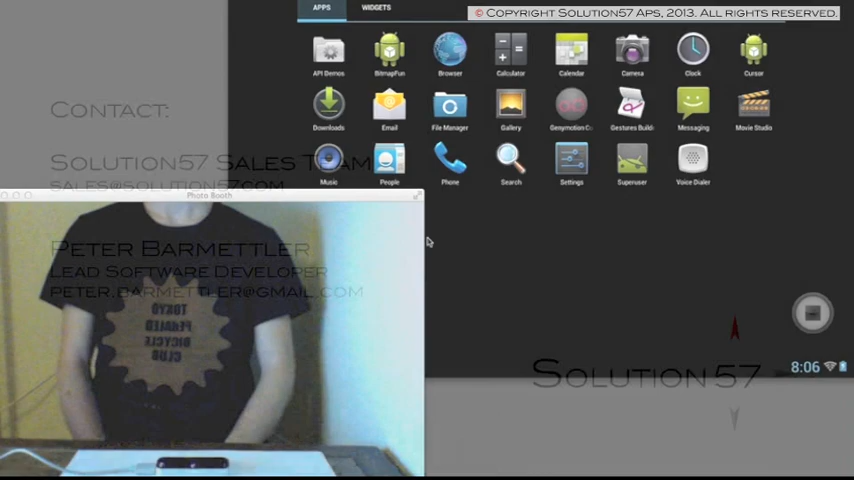 APPS WIDGETS
© Copyright Solution57 Aps, 2013. All rights reserved.
API Demos BitmapFun Browser Calculator Calendar Camera Clock Cursor
Downloads Email File Manager Gallery Genymotion Co Gestures Build Messaging Movie Studio
Music People Phone Search Settings Superuser Voice Dialer
Contact:
Solution57 Sales Team
sales@solution57.com
Photo Booth
Peter Barmettler
Lead Software Developer
peter.barmettler@gmail.com
TOKYO
PEDALED
BICYCLE
CLUB
Solution57
8:06